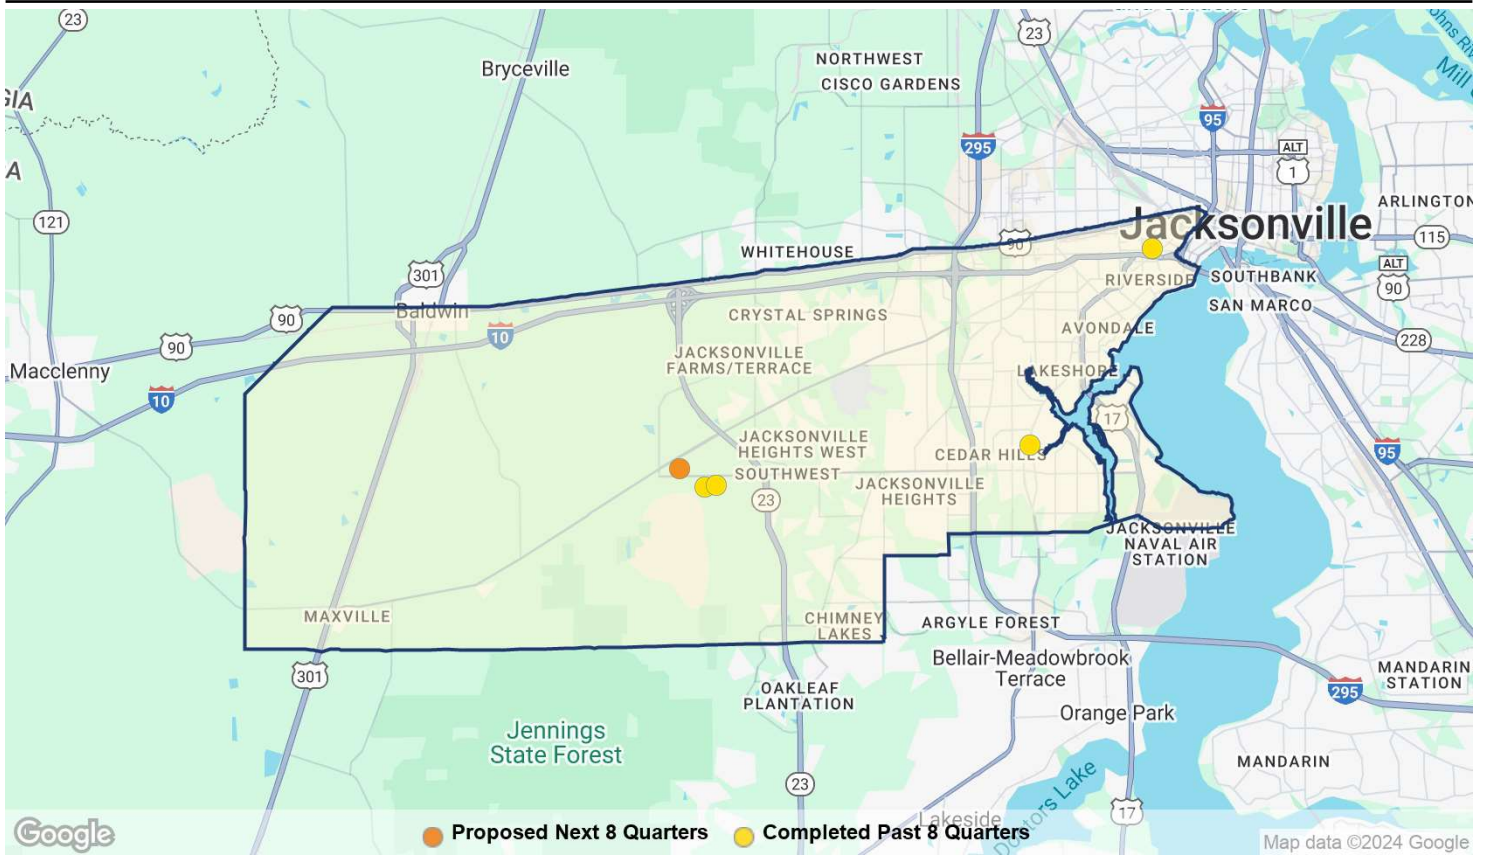 23
Bryceville
NORTHWEST
CISCO GARDENS
23
Mill
GIA
A
295
95
ALT
1
121
ARLINGTON
Jacksonville
115
WHITEHOUSE
90
301
RIVERSIDE
SOUTHBANK
ALT
90
SAN MARCO
90
Baldwin
10
CRYSTAL SPRINGS
AVONDALE
228
90
Macclenny
JACKSONVILLE
FARMS/TERRACE
LAKESHORE
10
17
JACKSONVILLE
HEIGHTS WEST
CEDAR HILLS
95
SOUTHWEST
JACKSONVILLE
HEIGHTS
23
JACKSONVILLE
NAVAL AIR
STATION
MAXVILLE
CHIMNEY
LAKES
ARGYLE FOREST
Bellair-Meadowbrook
Terrace
301
OAKLEAF
PLANTATION
MANDARIN
STATION
295
Orange Park
Jennings
State Forest
MANDARIN
23
Doctors Lake
17
Lakeside
Google
Proposed Next 8 Quarters
Completed Past 8 Quarters
Map data ©2024 Google